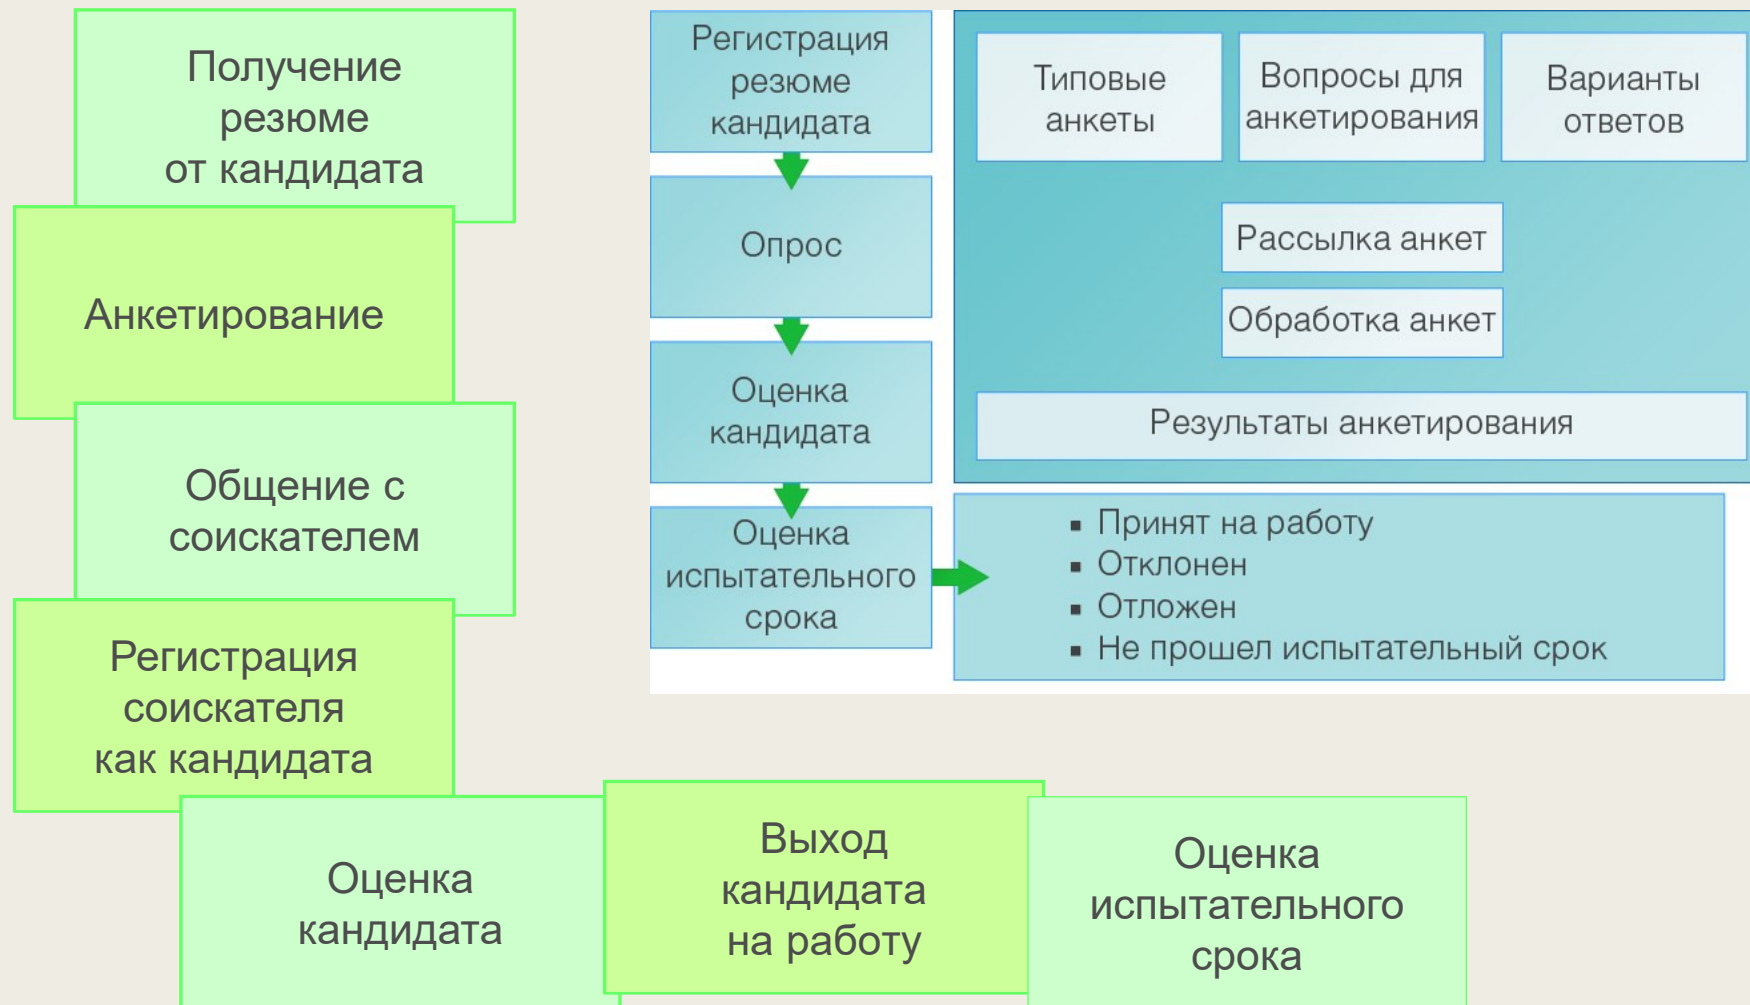 Получение
резюме
от кандидата
Анкетирование
Общение с
соискателем
Регистрация
соискателя
как кандидата
Оценка
кандидата
Выход
кандидата
на работу
Оценка
испытательного
срока
Регистрация
резюме
кандидата
Опрос
Оценка
кандидата
Оценка
испытательного
срока
Типовые
анкеты
Вопросы для
анкетирования
Варианты
ответов
Рассылка анкет
Обработка анкет
Результаты анкетирования
▪ Принят на работу
▪ Отклонен
▪ Отложен
▪ Не прошел испытательный срок